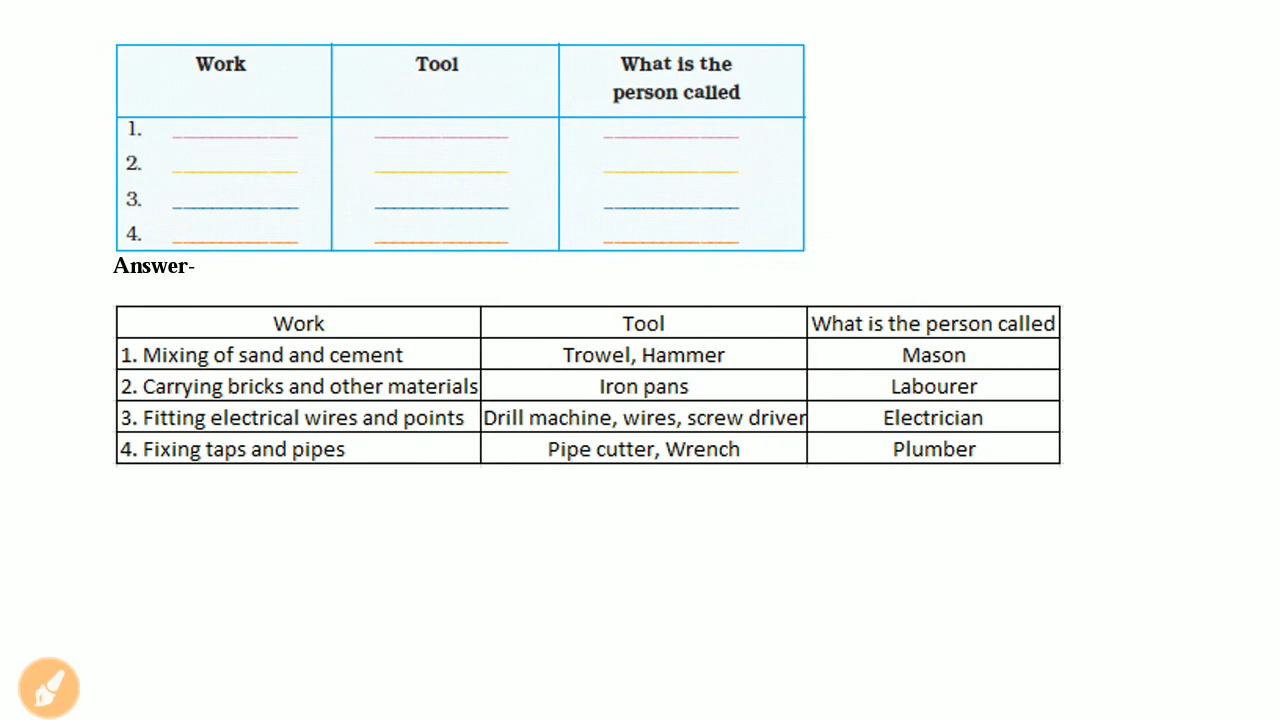 Work Tool What is the
person called
1.
2.
3.
4.
Answer-
Work Tool What is the person called
1. Mixing of sand and cement Trowel, Hammer Mason
2. Carrying bricks and other materials Iron pans Labourer
3. Fitting electrical wires and points Drill machine, wires, screw driver Electrician
4. Fixing taps and pipes Pipe cutter, Wrench Plumber